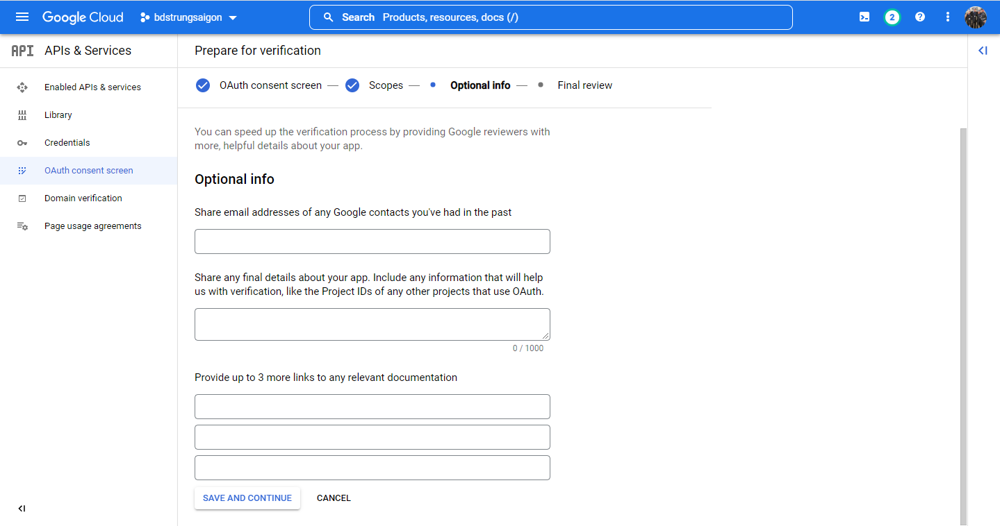 Google Cloud
bdstrungsaigon
Search Products, resources, docs (/)
2
API APIs & Services
Enabled APIs & services
Library
Credentials
OAuth consent screen
Domain verification
Page usage agreements
Prepare for verification
OAuth consent screen
Scopes
Optional info
Final review
You can speed up the verification process by providing Google reviewers with
more, helpful details about your app.
Optional info
Share email addresses of any Google contacts you've had in the past
Share any final details about your app. Include any information that will help
us with verification, like the Project IDs of any other projects that use OAuth.
0 / 1000
Provide up to 3 more links to any relevant documentation
SAVE AND CONTINUE
CANCEL